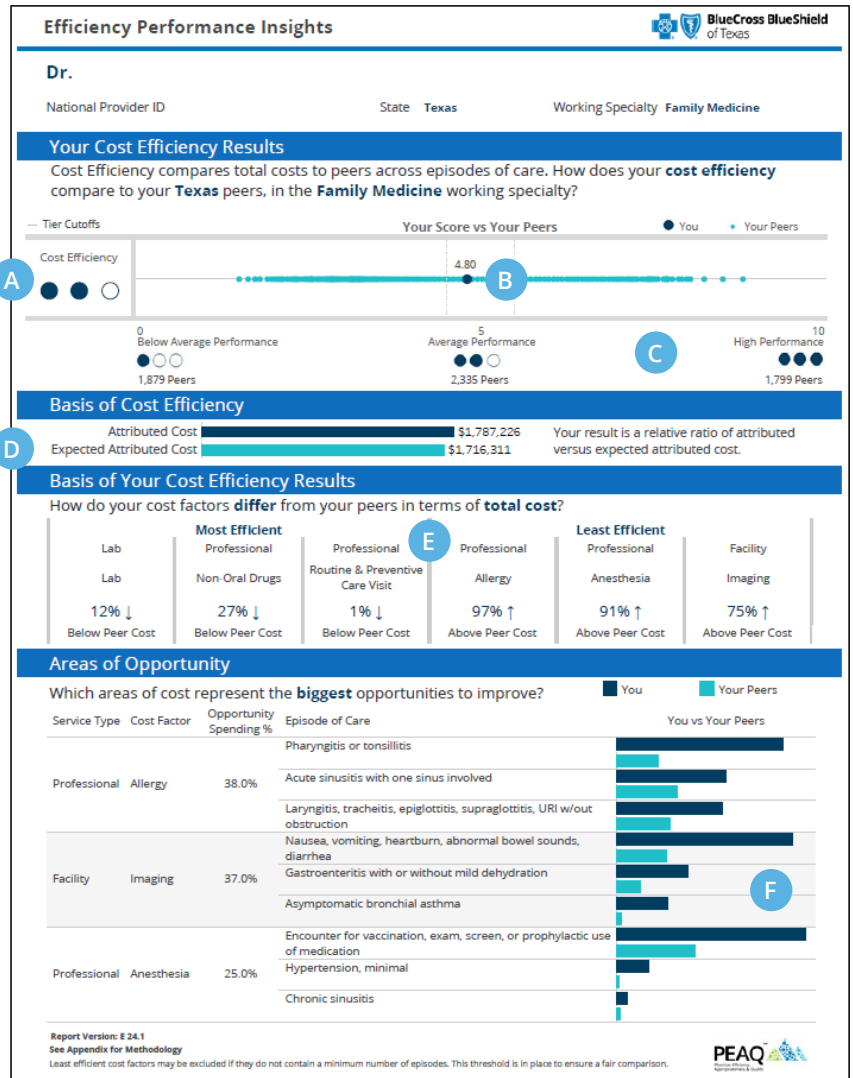 Efficiency Performance Insights
BlueCross BlueShield
of Texas
Dr.
National Provider ID
State Texas
Working Specialty Family Medicine
Your Cost Efficiency Results
Cost Efficiency compares total costs to peers across episodes of care. How does your cost efficiency
compare to your Texas peers, in the Family Medicine working specialty?
Tier Cutoffs
Your Score vs Your Peers
You
Your Peers
Cost Efficiency
4.80
A
B
0
5
10
Below Average Performance
Average Performance
High Performance
C
1,879 Peers
2,335 Peers
1,799 Peers
Basis of Cost Efficiency
D
Attributed Cost
$1,787,226
Expected Attributed Cost
$1,716,311
Your result is a relative ratio of attributed
versus expected attributed cost.
Basis of Your Cost Efficiency Results
How do your cost factors differ from your peers in terms of total cost?
Most Efficient
E
Least Efficient
Lab
Professional
Professional
Professional
Professional
Facility
Lab
Non-Oral Drugs
Routine & Preventive
Care Visit
Allergy
Anesthesia
Imaging
12% ↓
27% ↓
1% ↓
97% ↑
91% ↑
75% ↑
Below Peer Cost
Below Peer Cost
Below Peer Cost
Above Peer Cost
Above Peer Cost
Above Peer Cost
Areas of Opportunity
Which areas of cost represent the biggest opportunities to improve?
You
Your Peers
Service Type
Cost Factor
Opportunity
Spending %
Episode of Care
You vs Your Peers
Professional
Allergy
38.0%
Pharyngitis or tonsillitis
Acute sinusitis with one sinus involved
Laryngitis, tracheitis, epiglottitis, supraglottitis, URI w/out
obstruction
Facility
Imaging
37.0%
Nausea, vomiting, heartburn, abnormal bowel sounds,
diarrhea
Gastroenteritis with or without mild dehydration
Asymptomatic bronchial asthma
F
Professional
Anesthesia
25.0%
Encounter for vaccination, exam, screen, or prophylactic use
of medication
Hypertension, minimal
Chronic sinusitis
Report Version: E 24.1
See Appendix for Methodology
Least efficient cost factors may be excluded if they do not contain a minimum number of episodes. This threshold is in place to ensure a fair comparison.
PEAQ